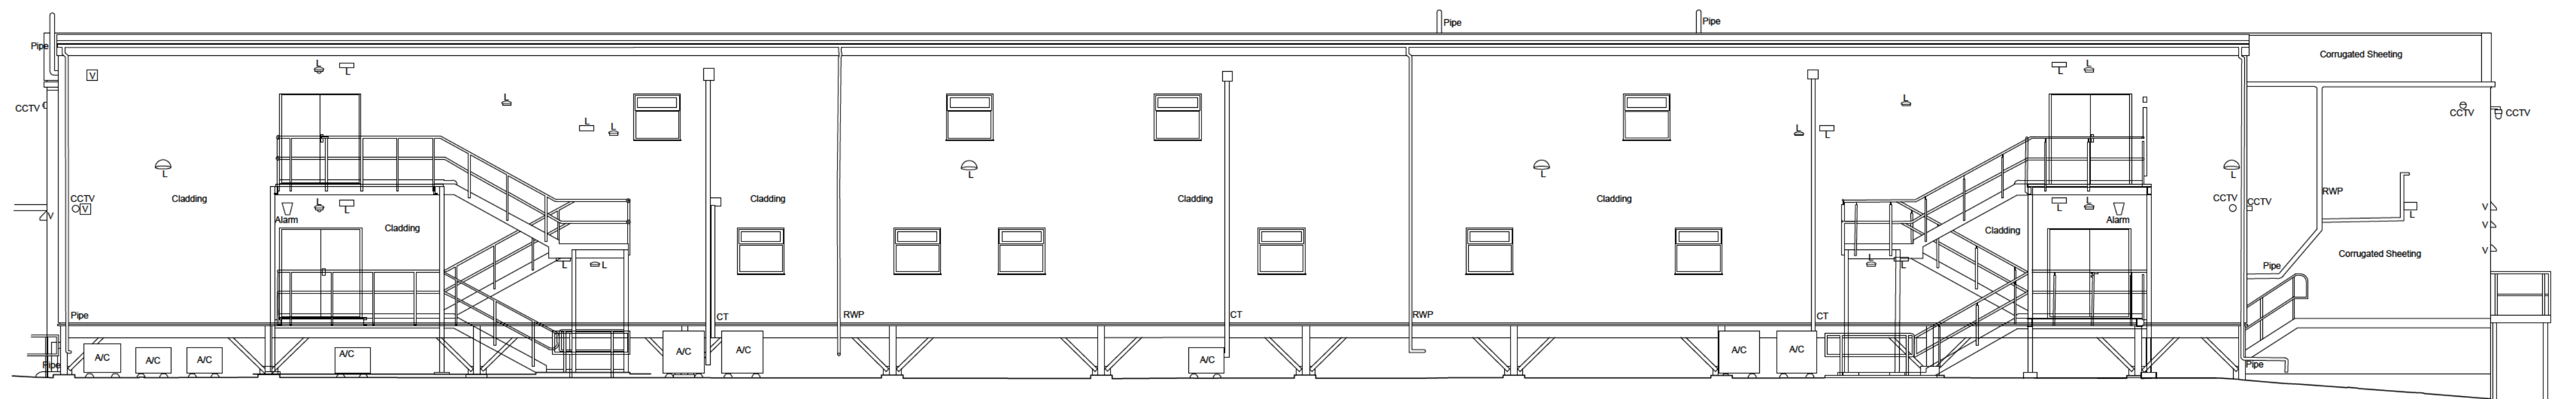 Pipe
Pipe
Pipe
Corrugated Sheeting
L
L
L
L
V
L
L
CCTV
L
L
L
L
L
L
CCTV
CCTV
L
L
L
L
Cladding
Cladding
Cladding
Cladding
RWP
CCTV
V
CCTV
CCTV
V
L
L
L
L
L
V
V
Alarm
Alarm
Cladding
Cladding
V
Corrugated Sheeting
V
L
L
L
L
Pipe
Pipe
CT
RWP
CT
RWP
CT
A/C
A/C
A/C
A/C
A/C
A/C
A/C
A/C
A/C
Pipe
Pipe